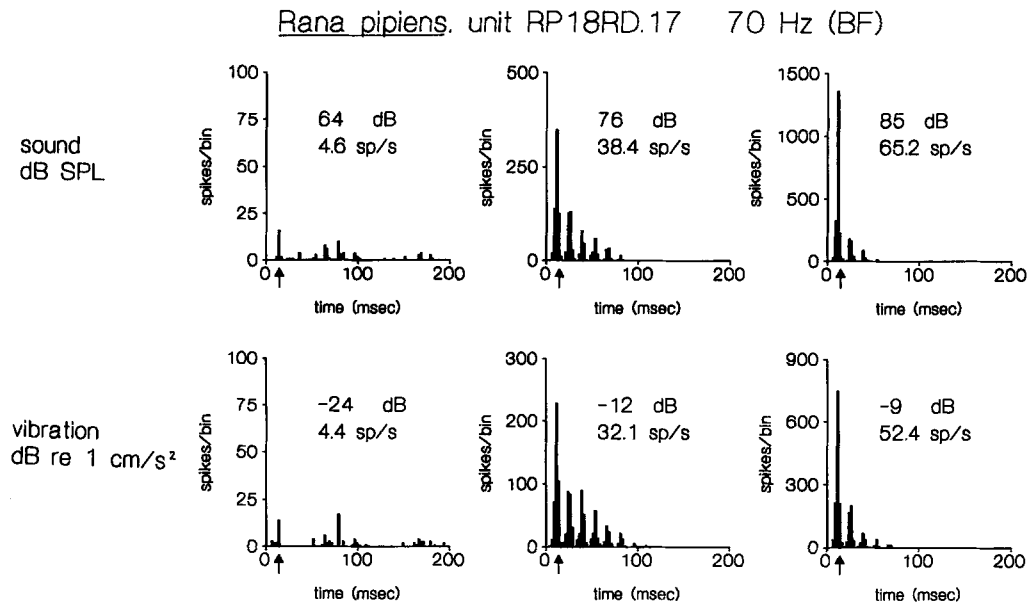 Rana pipiens, unit RP18RD.17 70 Hz (BF)
sound
dB SPL
spikes/bin
100
75
50
25
0
64 dB
4.6 sp/s
0 100 200
time (msec)
spikes/bin
500
250
0
76 dB
38.4 sp/s
0 100 200
time (msec)
spikes/bin
1500
1000
500
0
85 dB
65.2 sp/s
0 100 200
time (msec)
vibration
dB re 1 cm/s²
spikes/bin
100
75
50
25
0
-24 dB
4.4 sp/s
0 100 200
time (msec)
spikes/bin
300
200
100
0
-12 dB
32.1 sp/s
0 100 200
time (msec)
spikes/bin
900
600
300
0
-9 dB
52.4 sp/s
0 100 200
time (msec)